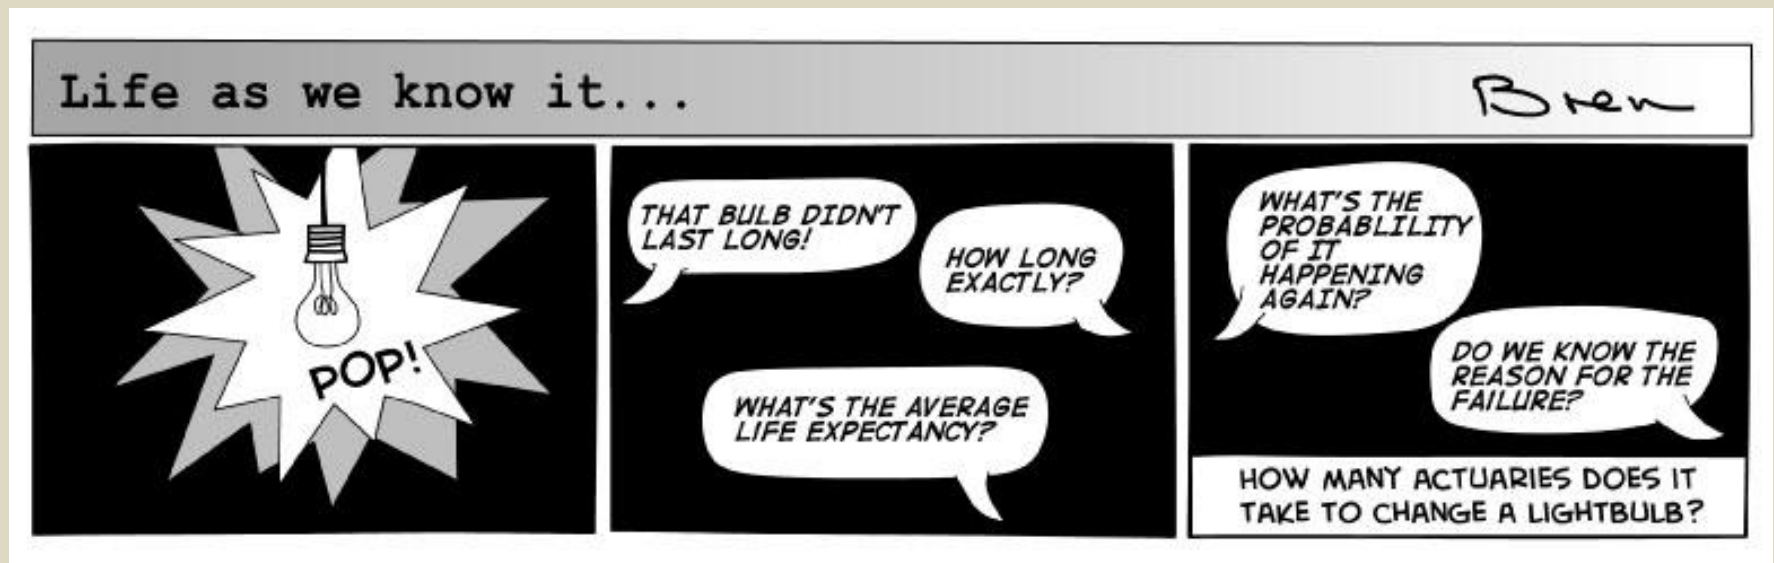 Life as we know it...
Bren
POP!
THAT BULB DIDN'T
LAST LONG!
HOW LONG
EXACTLY?
WHAT'S THE AVERAGE
LIFE EXPECTANCY?
WHAT'S THE
PROBABLILITY
OF IT
HAPPENING
AGAIN?
DO WE KNOW THE
REASON FOR THE
FAILURE?
HOW MANY ACTUARIES DOES IT
TAKE TO CHANGE A LIGHTBULB?